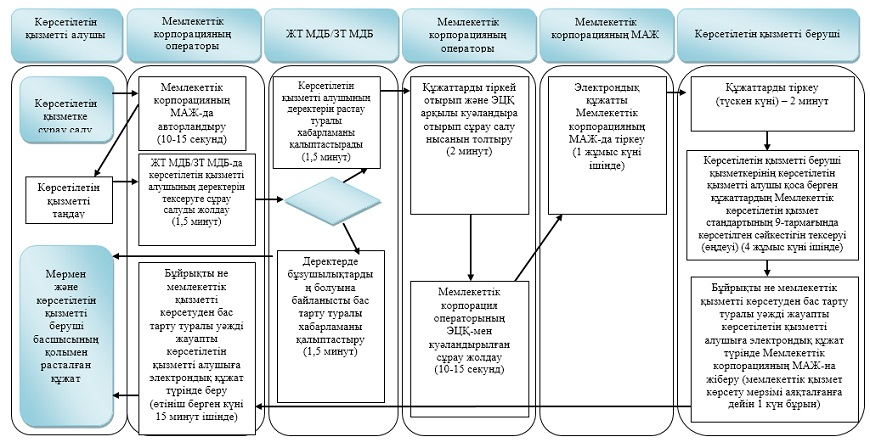 Көрсетілетін
қызметті алушы
Мемлекеттік
корпорацияның
операторы
ЖТ МДБ/ЗТ МДБ
Мемлекеттік
корпорацияның
операторы
Мемлекеттік
корпорацияның МАЖ
Көрсетілетін қызметті беруші
Көрсетілетін
қызметке
сұрау салу
Мемлекеттік
корпорацияның
МАЖ-да
авторландыру
(10-15 секунд)
Көрсетілетін
қызметті алушының
деректерін растау
туралы
хабарламаны
қалыптастырады
(1,5 минут)
Құжаттарды тіркей
отырып және ЭЦҚ
арқылы куәландыра
отырып сұрау салу
нысанын толтыру
(2 минут)
Электрондық
құжатты
Мемлекеттік
корпорацияның
МАЖ-да тіркеу
(1 жұмыс күні
ішінде)
Құжаттарды тіркеу
(түскен күні) – 2 минут
Көрсетілетін
қызметті
таңдау
ЖТ МДБ/ЗТ МДБ-да
көрсетілетін қызметті
алушының деректерін
тексеруге сұрау
салуды жолдау
(1,5 минут)
Көрсетілетін қызметті беруші
қызметкерінің көрсетілетін
қызметті алушы қоса берген
құжаттардың Мемлекеттік
көрсетілетін қызмет
стандартының 9-тармағында
көрсетілген сәйкестігін тексеруі
(өңдеуі) (4 жұмыс күні ішінде)
Мөрмен
және
көрсетілетін
қызметті
беруші
басшысының
қолымен
расталған
құжат
Бұйрықты не
мемлекеттік
қызметті
көрсетуден бас
тарту туралы уәжді
жауапты
көрсетілетін
қызметті алушыға
электрондық құжат
түрінде беру
(өтініш берген күні
15 минут ішінде)
Деректерде
бұзушылықтарды
ң болуына
байланысты бас
тарту туралы
хабарламаны
қалыптастыру
(1,5 минут)
Мемлекеттік
корпорация
операторының
ЭЦҚ-мен
куәландырылған
сұрау жолдау
(10-15 секунд)
Бұйрықты не мемлекеттік
қызметті көрсетуден бас тарту
туралы уәжді жауапты
көрсетілетін қызметті
алушыға электрондық құжат
түрінде Мемлекеттік
корпорацияның МАЖ-на
жіберу (мемлекеттік қызмет
көрсету мерзімі аяқталғанға
дейін 1 күн бұрын)